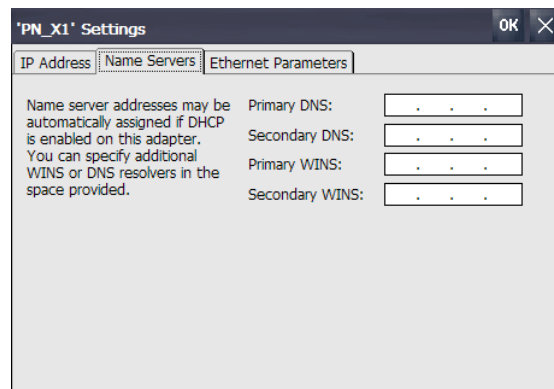 'PN_X1' Settings
OK
IP Address
Name Servers
Ethernet Parameters
Name server addresses may be
automatically assigned if DHCP
is enabled on this adapter.
You can specify additional
WINS or DNS resolvers in the
space provided.
Primary DNS:
. . .
Secondary DNS:
. . .
Primary WINS:
. . .
Secondary WINS:
. . .